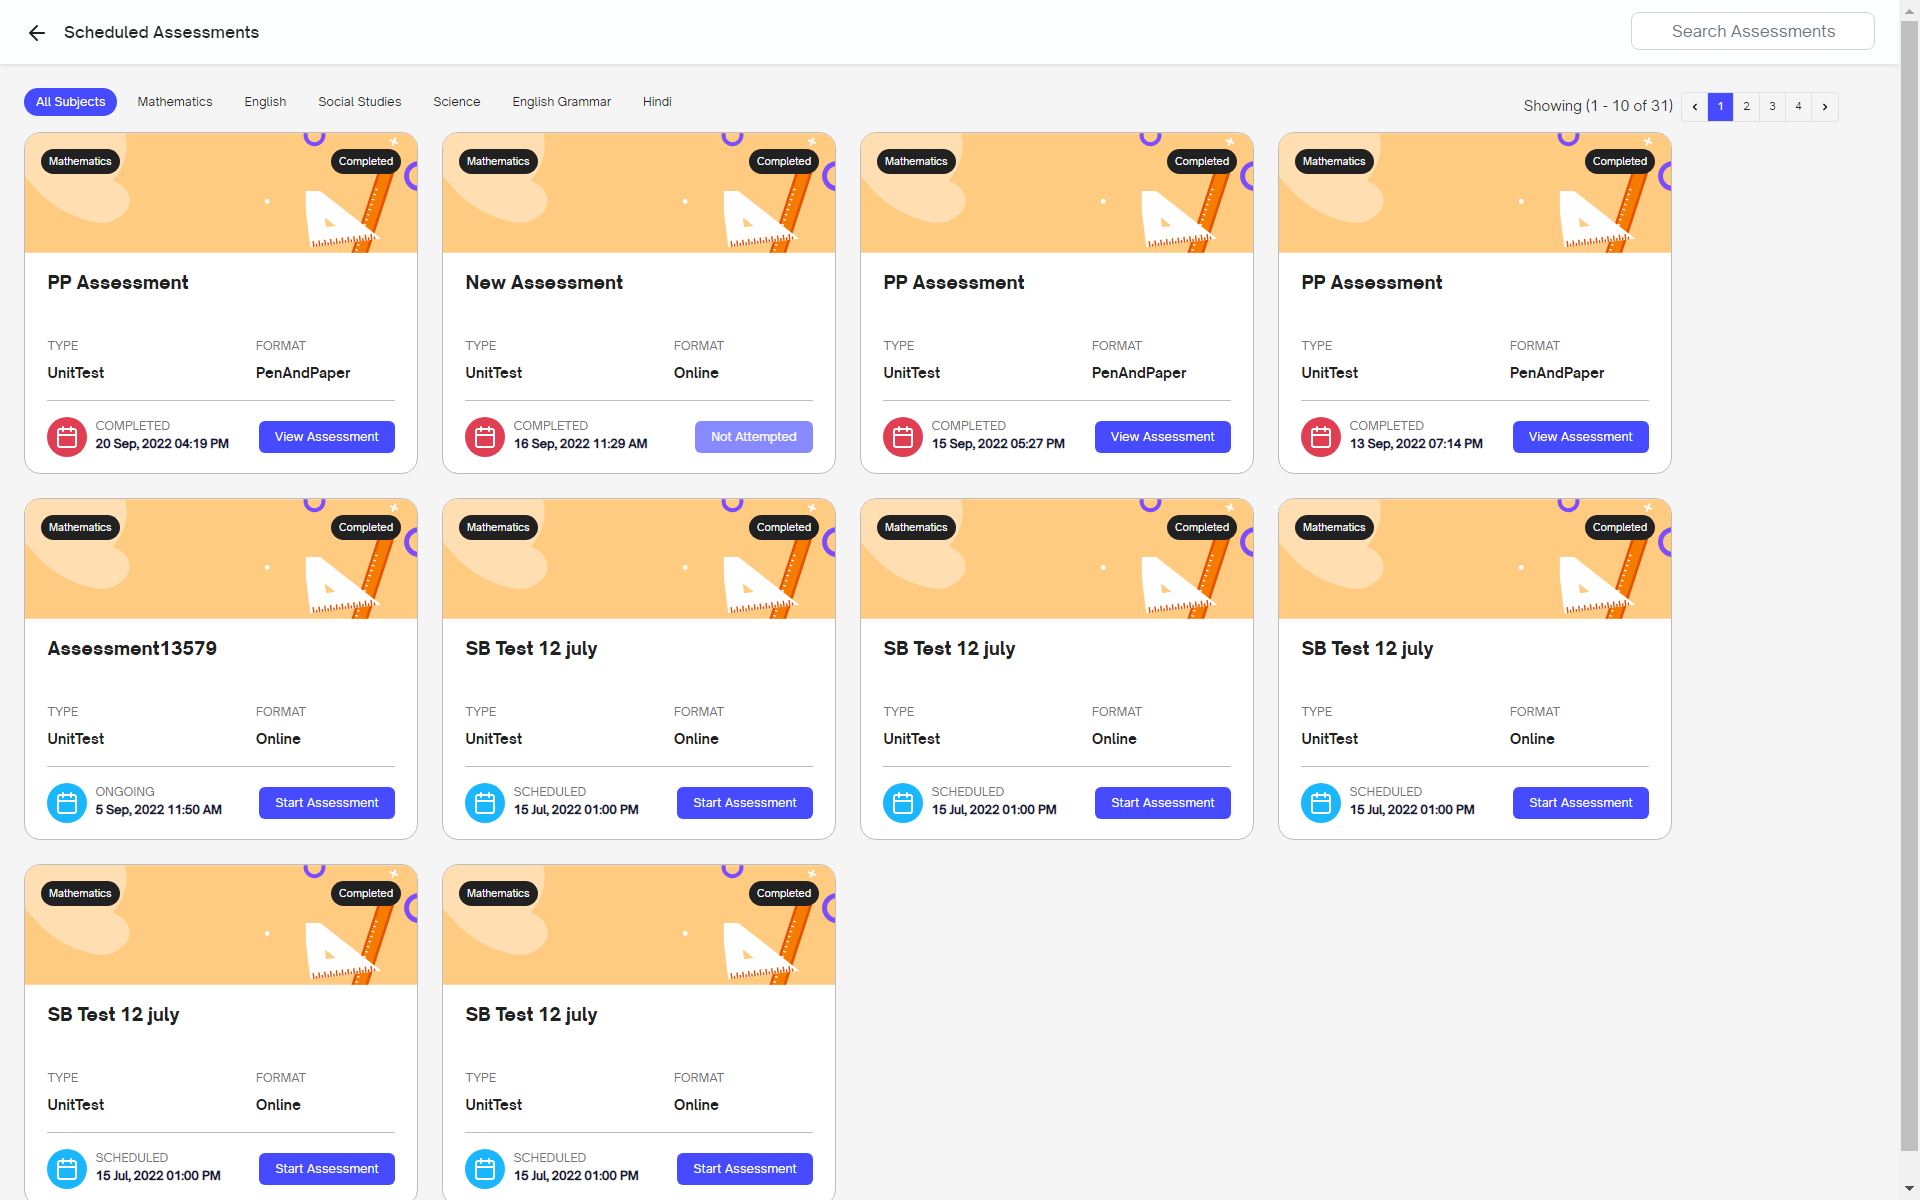 Scheduled Assessments
Search Assessments
All Subjects Mathematics English Social Studies Science English Grammar Hindi
Showing (1 - 10 of 31) ‹ 1 2 3 4 ›
Mathematics Completed Mathematics Completed Mathematics Completed Mathematics Completed
PP Assessment New Assessment PP Assessment PP Assessment
TYPE FORMAT TYPE FORMAT TYPE FORMAT TYPE FORMAT
UnitTest PenAndPaper UnitTest Online UnitTest PenAndPaper UnitTest PenAndPaper
COMPLETED COMPLETED COMPLETED COMPLETED
20 Sep, 2022 04:19 PM View Assessment 16 Sep, 2022 11:29 AM Not Attempted 15 Sep, 2022 05:27 PM View Assessment 13 Sep, 2022 07:14 PM View Assessment
Mathematics Completed Mathematics Completed Mathematics Completed Mathematics Completed
Assessment13579 SB Test 12 july SB Test 12 july SB Test 12 july
TYPE FORMAT TYPE FORMAT TYPE FORMAT TYPE FORMAT
UnitTest Online UnitTest Online UnitTest Online UnitTest Online
ONGOING SCHEDULED SCHEDULED SCHEDULED
5 Sep, 2022 11:50 AM Start Assessment 15 Jul, 2022 01:00 PM Start Assessment 15 Jul, 2022 01:00 PM Start Assessment 15 Jul, 2022 01:00 PM Start Assessment
Mathematics Completed Mathematics Completed
SB Test 12 july SB Test 12 july
TYPE FORMAT TYPE FORMAT
UnitTest Online UnitTest Online
SCHEDULED SCHEDULED
15 Jul, 2022 01:00 PM Start Assessment 15 Jul, 2022 01:00 PM Start Assessment